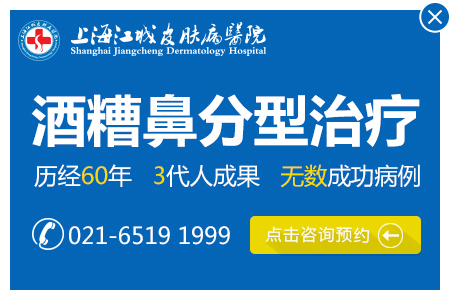 上海江城皮肤病醫院
Shanghai Jiangcheng Dermatology Hospital
酒糟鼻分型治疗
历经60年 3代人成果 无数成功病例
021-6519 1999
点击咨询预约